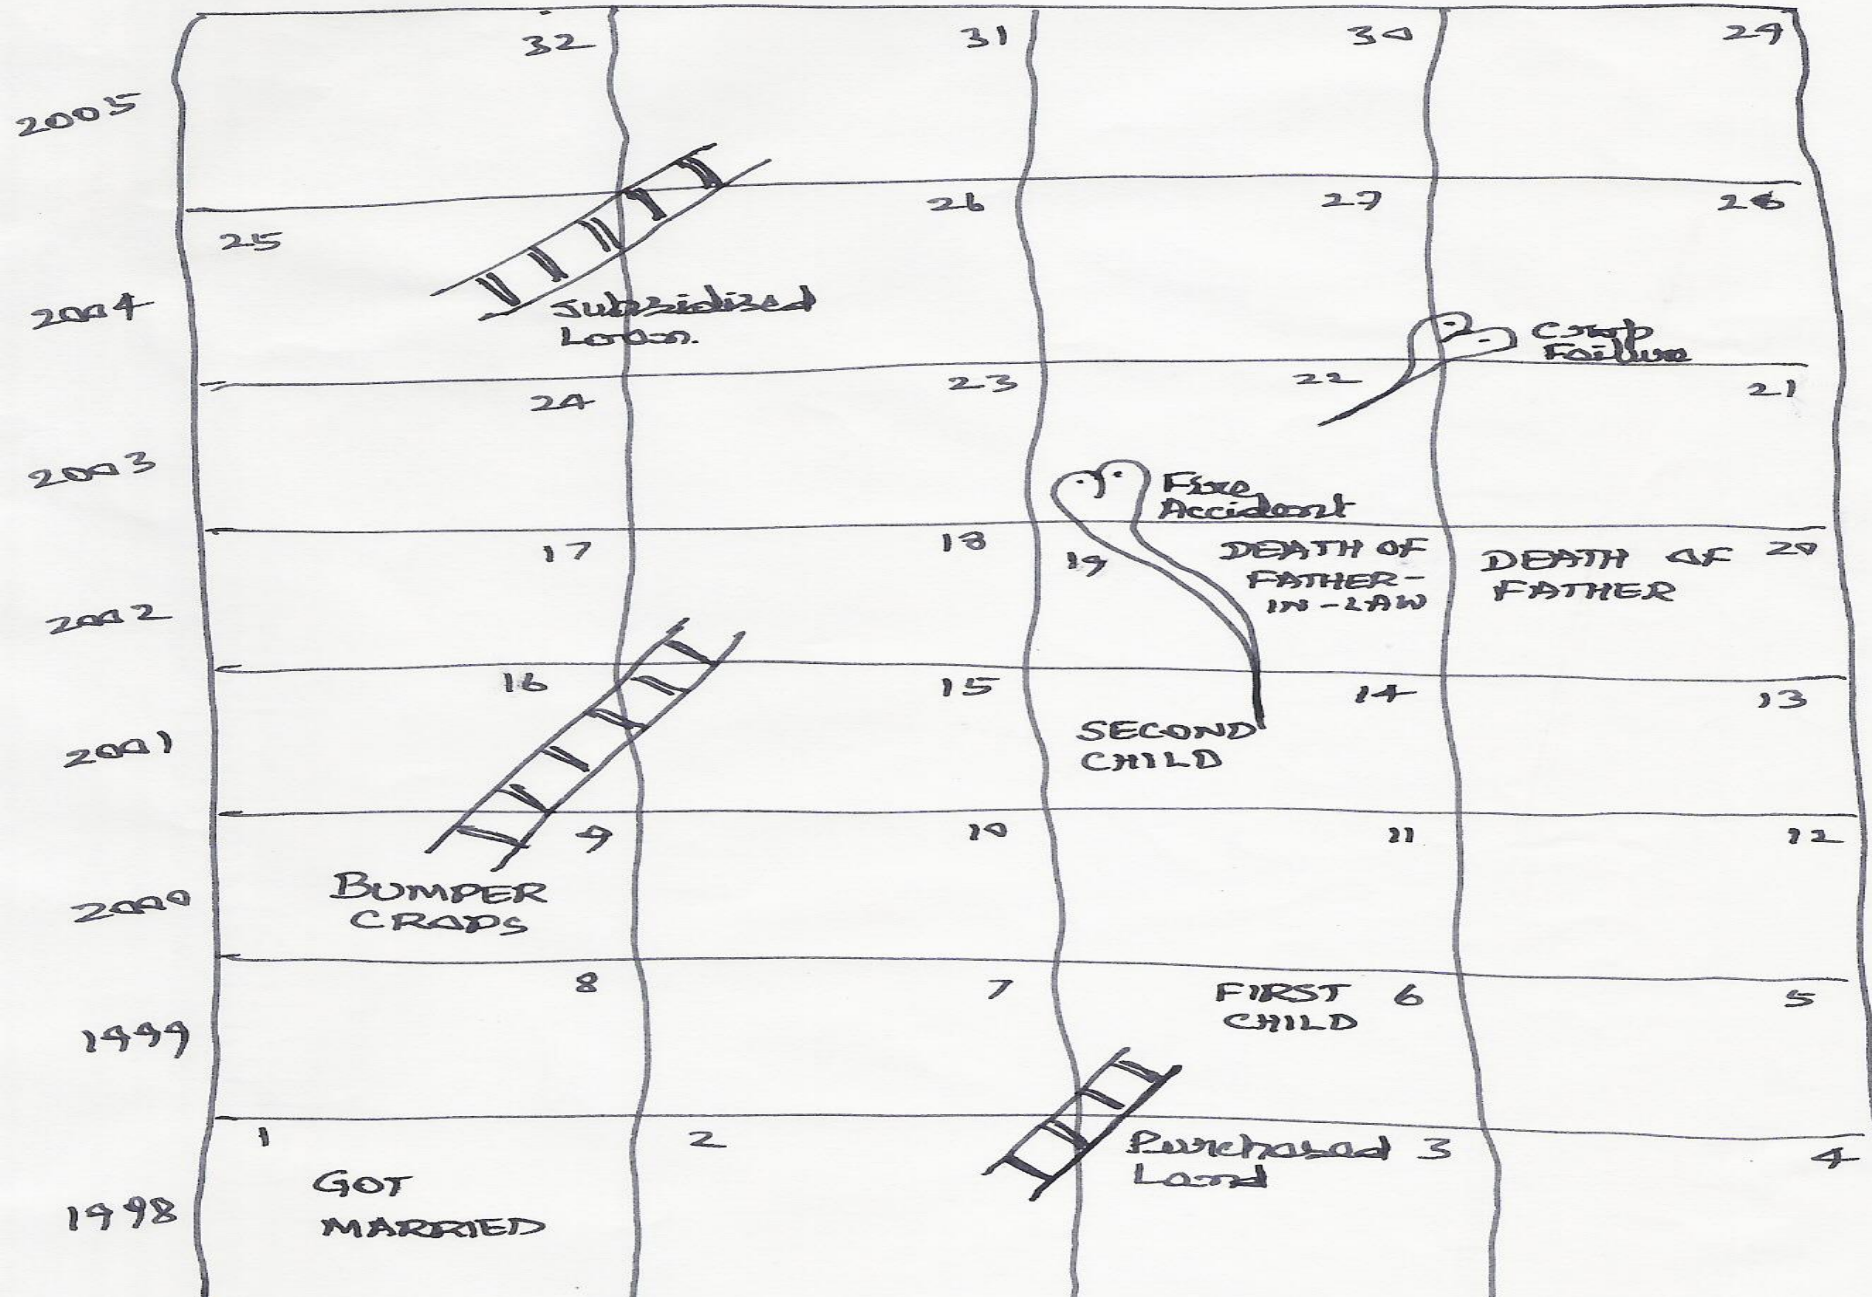 32 31 30 29
2005
25 26 27 28
2004
Subsidised
Loan.
Crop
Failure
24 23 22 21
2003
Fire
Accident
17 18 19 20
DEATH OF
FATHER-
IN-LAW
DEATH OF
FATHER
2002
16 15 14 13
2001
SECOND
CHILD
9 10 11 12
2000
BUMPER
CROPS
8 7 6 5
FIRST
CHILD
1999
1 2 3 4
Purchased
Land
GOT
MARRIED
1998